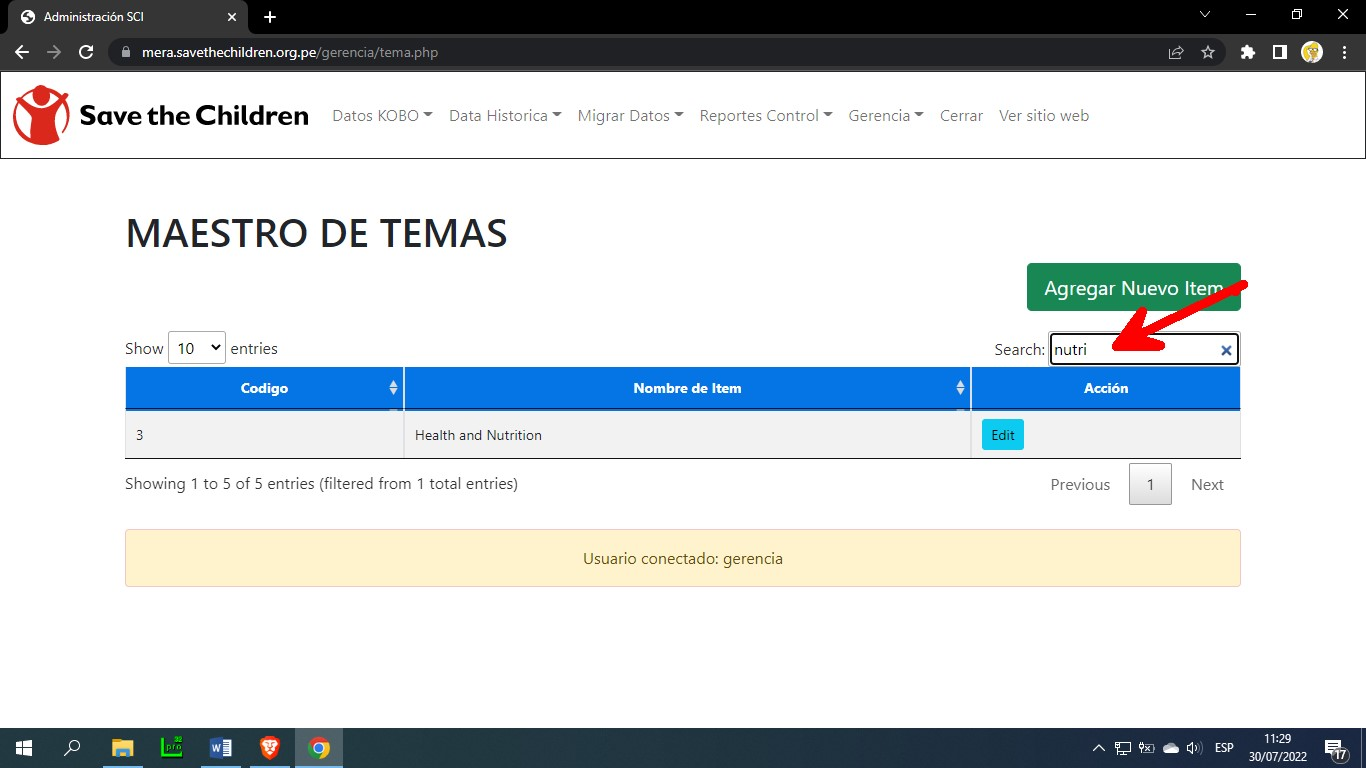 Administración SCI
mera.savethechildren.org.pe/gerencia/tema.php
Save the Children
Datos KOBO Data Historica Migrar Datos Reportes Control Gerencia Cerrar Ver sitio web
MAESTRO DE TEMAS
Agregar Nuevo Item
Show 10 entries
Search: nutri
Codigo Nombre de Item Acción
3 Health and Nutrition Edit
Showing 1 to 5 of 5 entries (filtered from 1 total entries)
Previous 1 Next
Usuario conectado: gerencia
ESP
11:29
30/07/2022
17